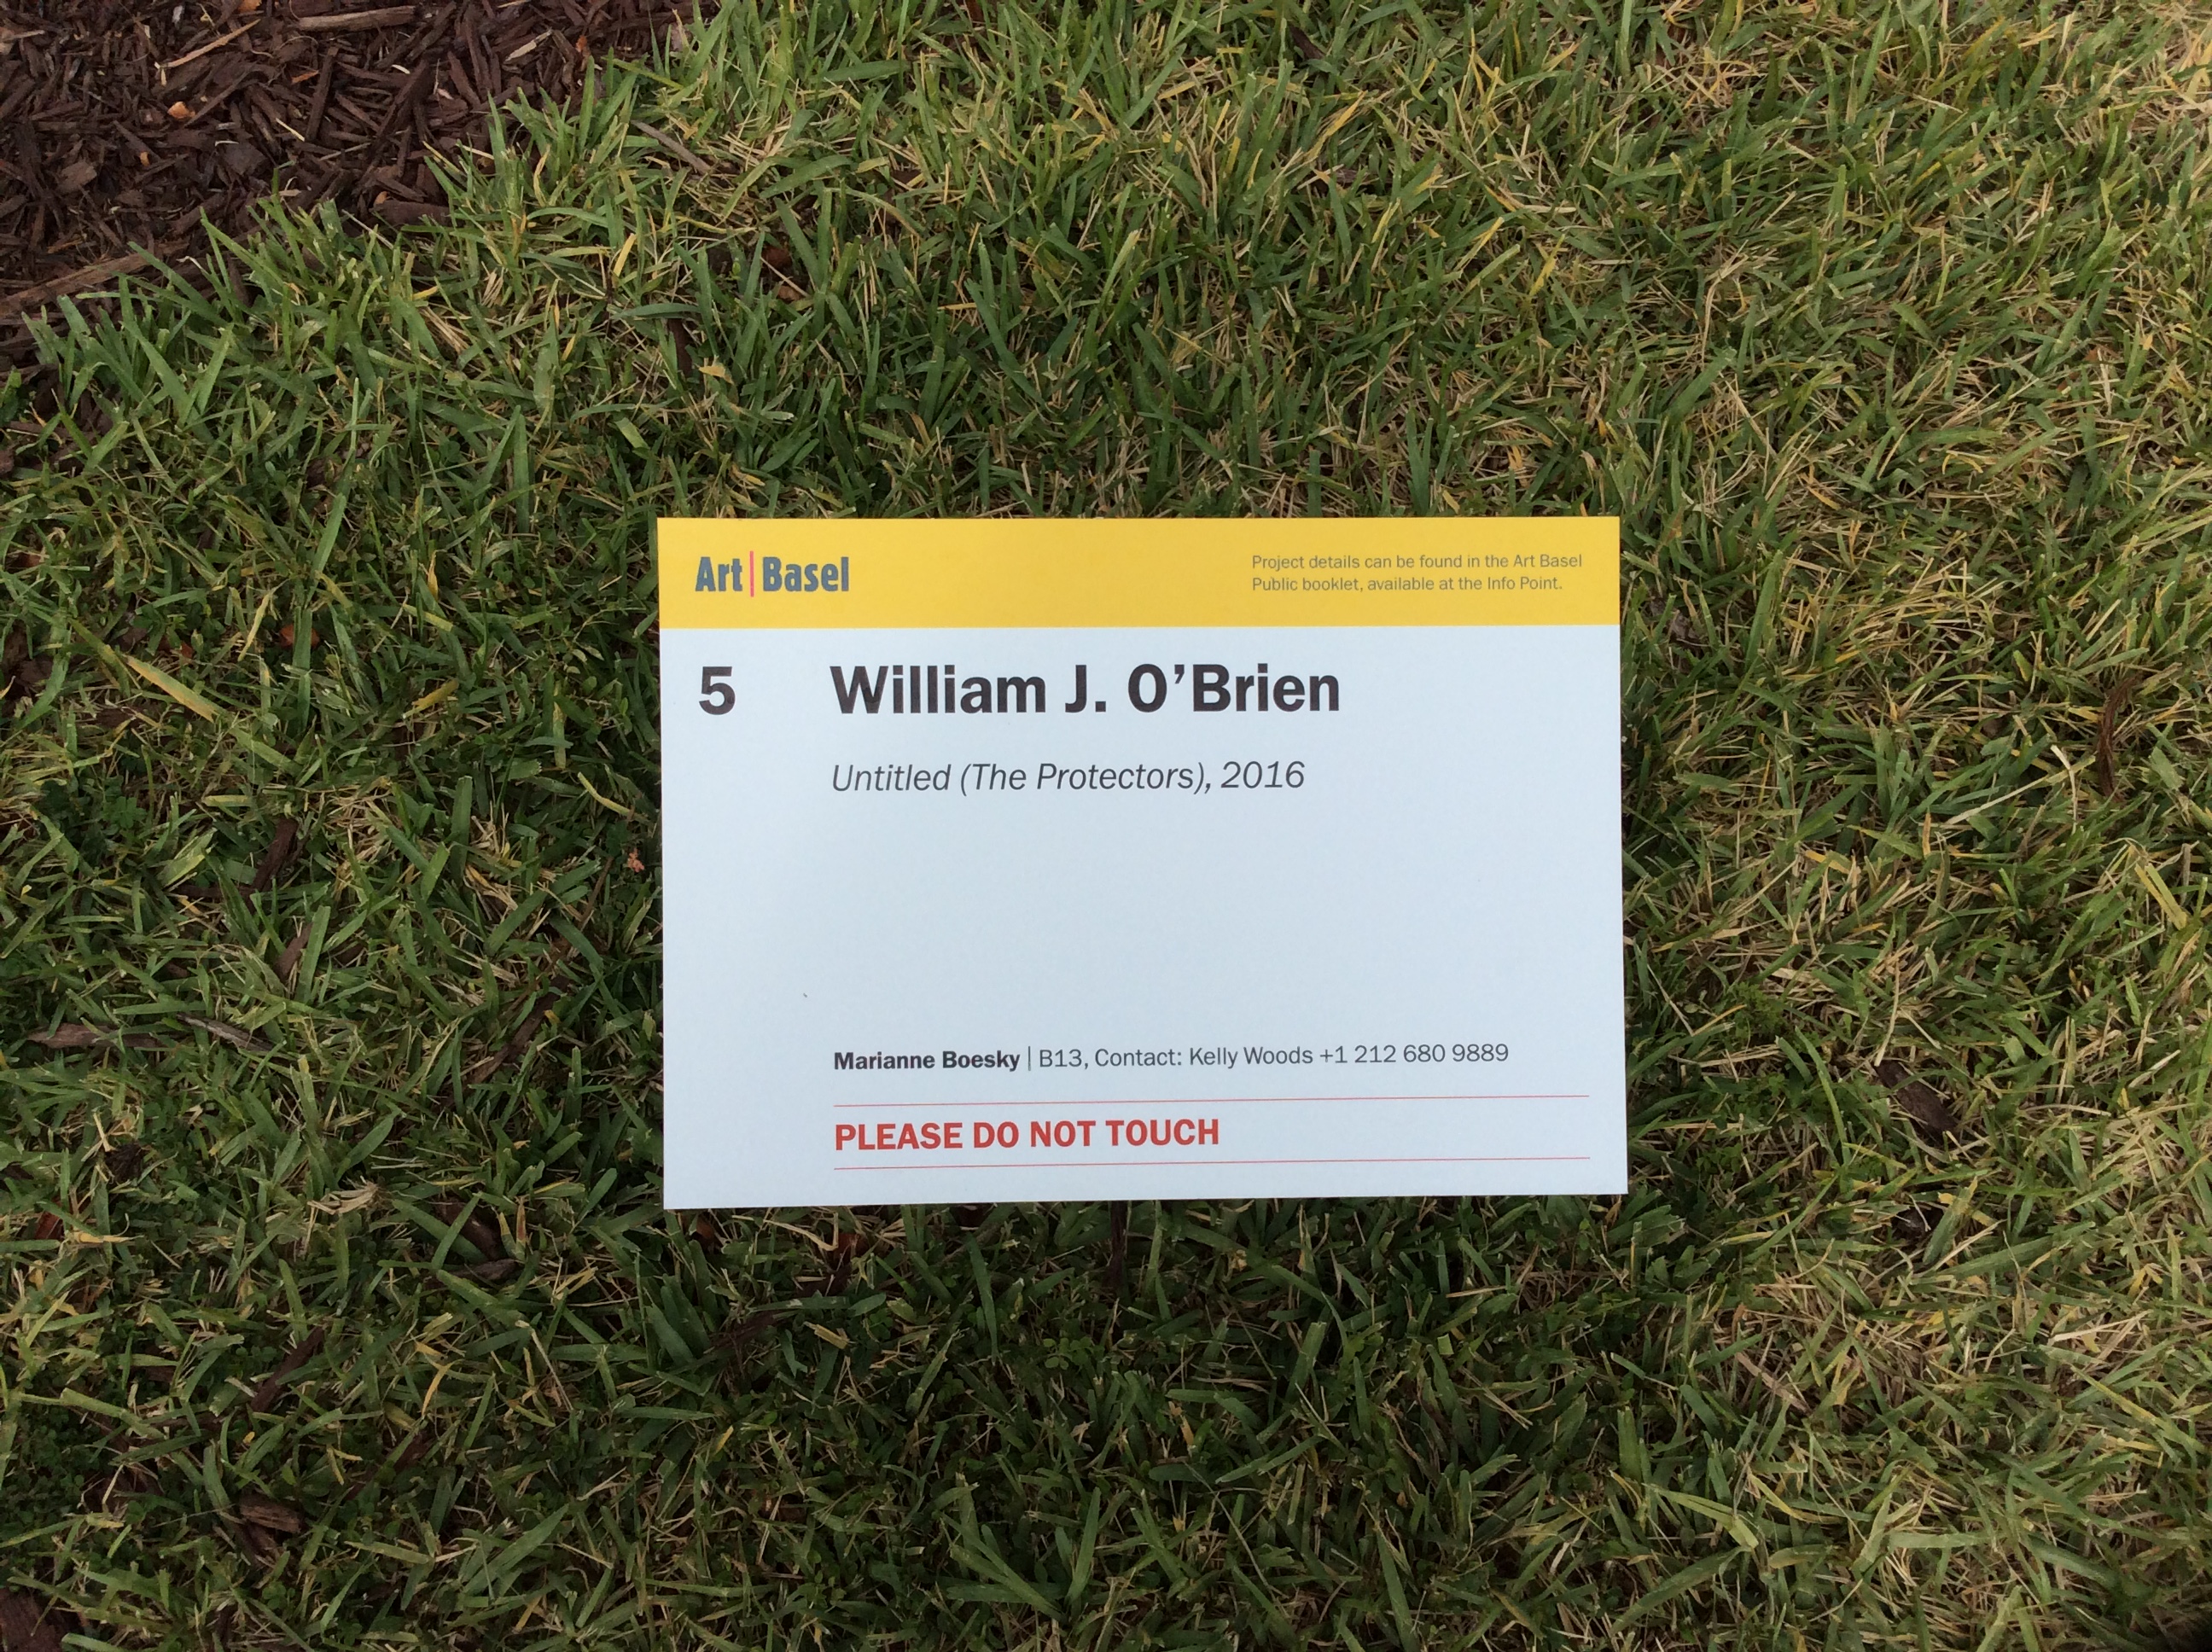 Art|Basel
Project details can be found in the Art Basel
Public booklet, available at the Info Point.
5 William J. O’Brien
Untitled (The Protectors), 2016
Marianne Boesky | B13, Contact: Kelly Woods +1 212 680 9889
PLEASE DO NOT TOUCH